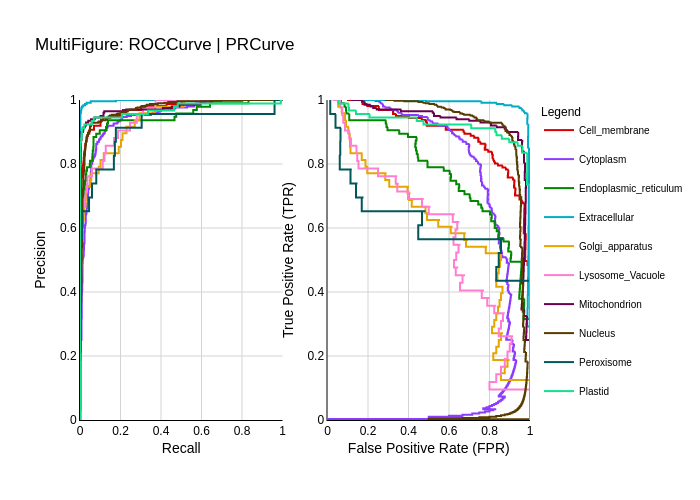 MultiFigure: ROCCurve | PRCurve
Precision
1
0.8
0.6
0.4
0.2
0
0 0.2 0.4 0.6 0.8 1
Recall
True Positive Rate (TPR)
1
0.8
0.6
0.4
0.2
0
0 0.2 0.4 0.6 0.8 1
False Positive Rate (FPR)
Legend
Cell_membrane
Cytoplasm
Endoplasmic_reticulum
Extracellular
Golgi_apparatus
Lysosome_Vacuole
Mitochondrion
Nucleus
Peroxisome
Plastid